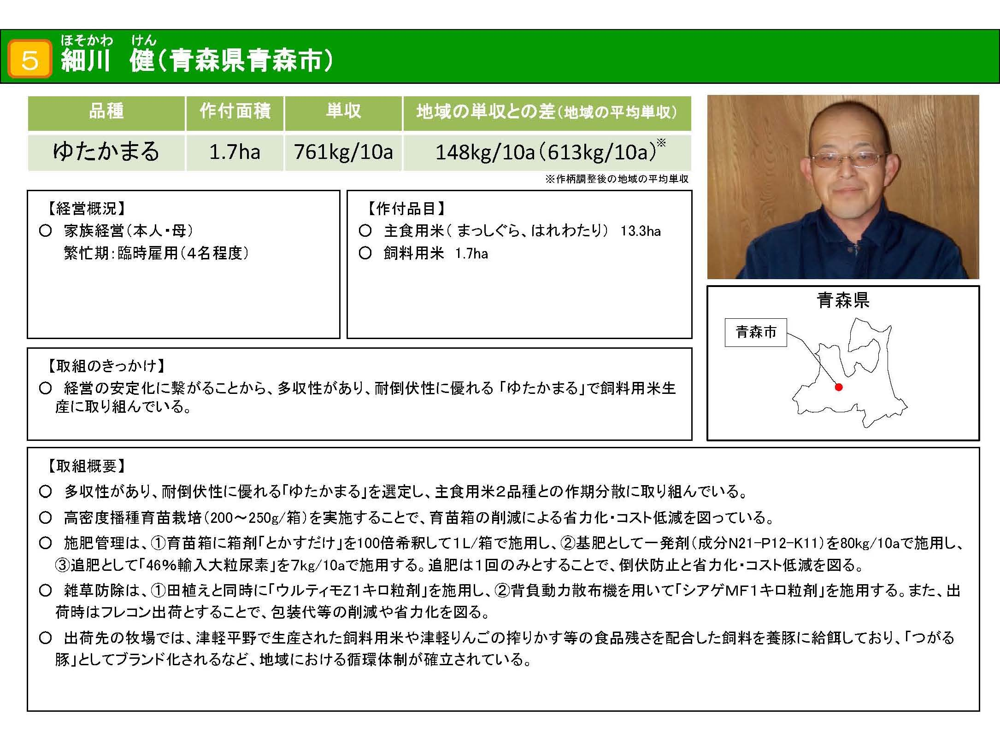 ほそかわ　けん
5 細川　健（青森県青森市）
品種 作付面積 単収 地域の単収との差（地域の平均単収）
ゆたかまる 1.7ha 761kg/10a 148kg/10a（613kg/10a）※
※作柄調整後の地域の平均単収
【経営概況】
○　家族経営（本人・母）
繁忙期：臨時雇用（４名程度）
【作付品目】
○　主食用米（ まっしぐら、はれわたり）　13.3ha
○　飼料用米　1.7ha
青森県
青森市
【取組のきっかけ】
○　経営の安定化に繋がることから、多収性があり、耐倒伏性に優れる 「ゆたかまる」で飼料用米生
産に取り組んでいる。
【取組概要】
○　多収性があり、耐倒伏性に優れる「ゆたかまる」を選定し、主食用米２品種との作期分散に取り組んでいる。
○　高密度播種育苗栽培（200～250g/箱）を実施することで、育苗箱の削減による省力化・コスト低減を図っている。
○　施肥管理は、①育苗箱に箱剤「とかすだけ」を100倍希釈して１L/箱で施用し、②基肥として一発剤（成分N21-P12-K11）を80kg/10aで施用し、
③追肥として「46％輸入大粒尿素」を７kg/10aで施用する。追肥は１回のみとすることで、倒伏防止と省力化・コスト低減を図る。
○　雑草防除は、①田植えと同時に「ウルティモZ１キロ粒剤」を施用し、②背負動力散布機を用いて「シアゲＭＦ１キロ粒剤」を施用する。また、出
荷時はフレコン出荷とすることで、包装代等の削減や省力化を図る。
○　出荷先の牧場では、津軽平野で生産された飼料用米や津軽りんごの搾りかす等の食品残さを配合した飼料を養豚に給餌しており、「つがる
豚」としてブランド化されるなど、地域における循環体制が確立されている。